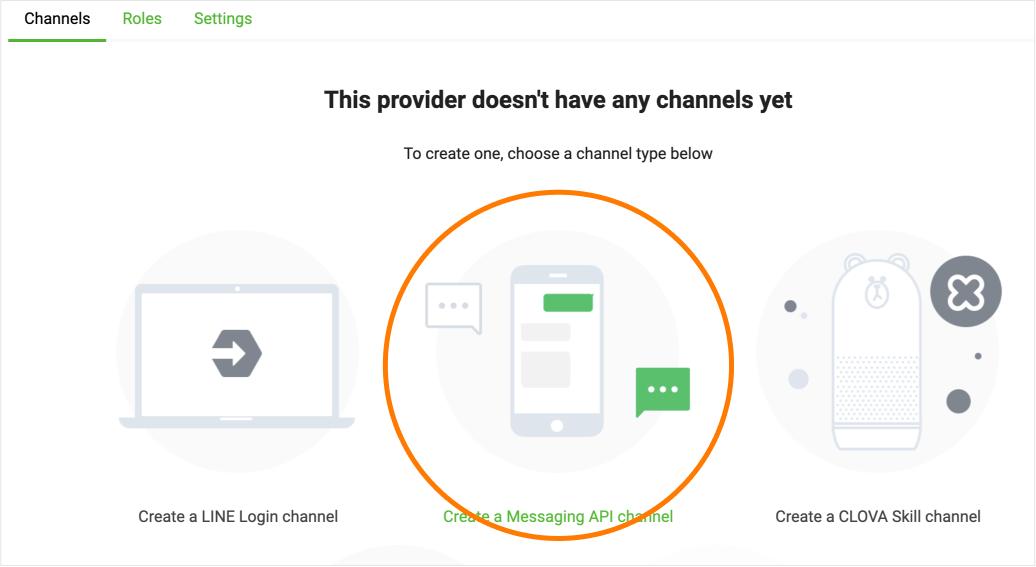 Channels Roles Settings
This provider doesn't have any channels yet
To create one, choose a channel type below
Create a LINE Login channel
Create a Messaging API channel
Create a CLOVA Skill channel